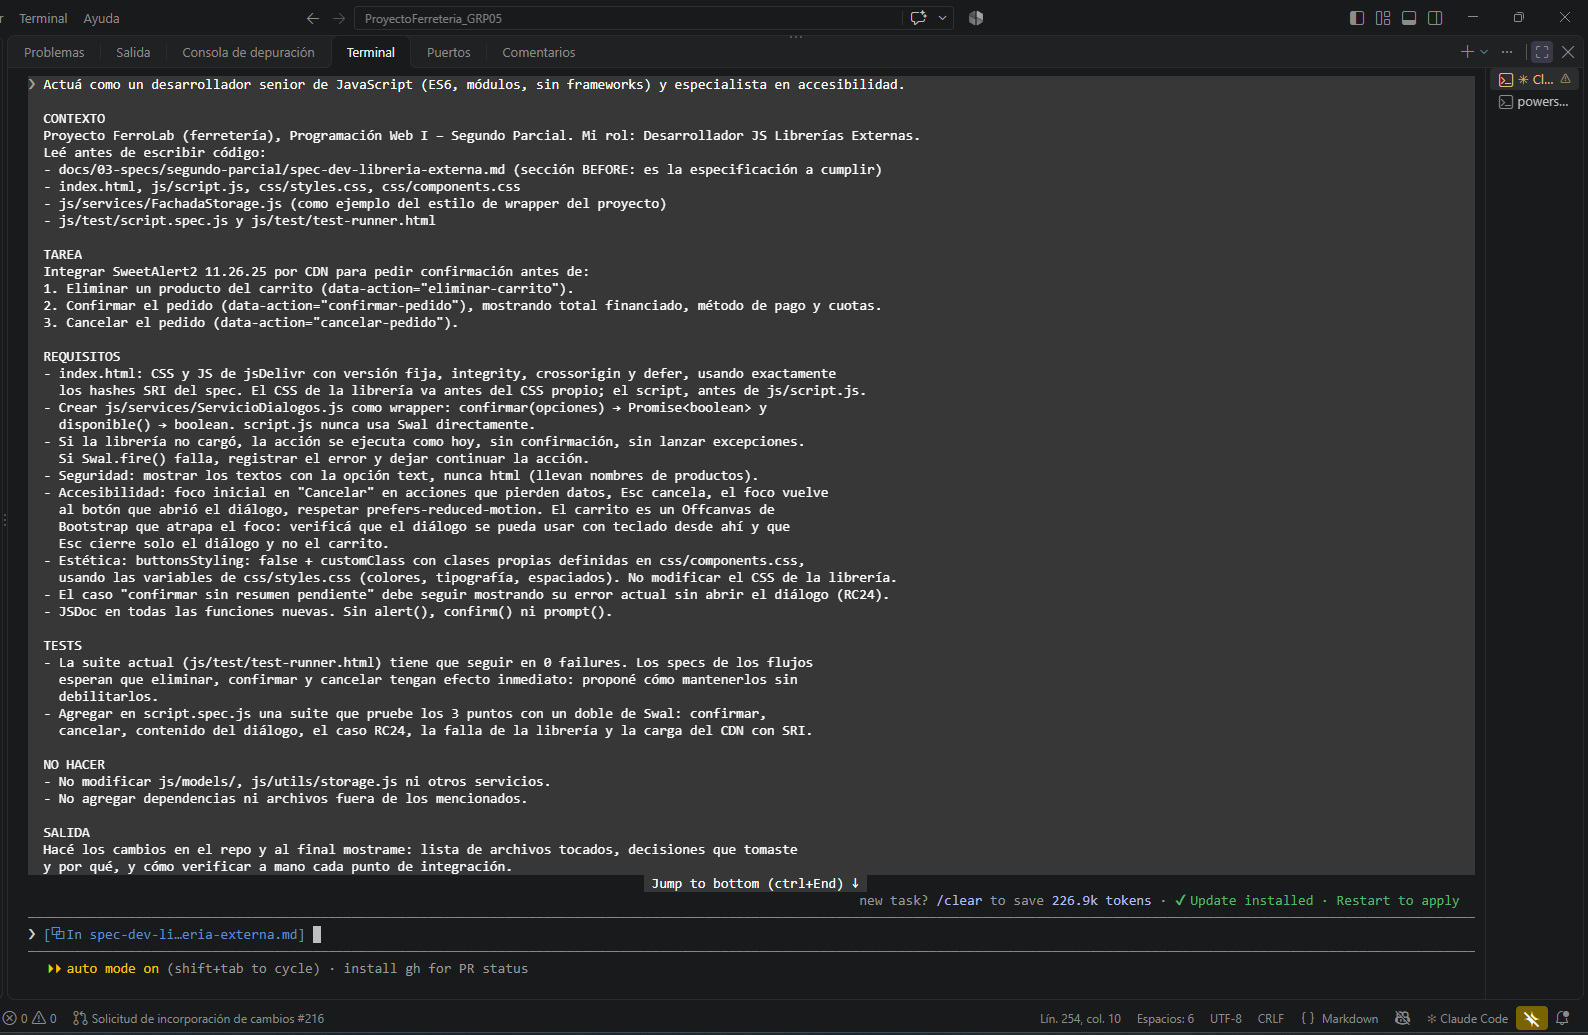 Terminal Ayuda
ProyectoFerreteria_GRP05
Problemas Salida Consola de depuración Terminal Puertos Comentarios
❯ Actuá como un desarrollador senior de JavaScript (ES6, módulos, sin frameworks) y especialista en accesibilidad.
Cl...
powers...
CONTEXTO
Proyecto FerroLab (ferretería), Programación Web I — Segundo Parcial. Mi rol: Desarrollador JS Librerías Externas.
Leé antes de escribir código:
- docs/03-specs/segundo-parcial/spec-dev-libreria-externa.md (sección BEFORE: es la especificación a cumplir)
- index.html, js/script.js, css/styles.css, css/components.css
- js/services/FachadaStorage.js (como ejemplo del estilo de wrapper del proyecto)
- js/test/script.spec.js y js/test/test-runner.html
TAREA
Integrar SweetAlert2 11.26.25 por CDN para pedir confirmación antes de:
1. Eliminar un producto del carrito (data-action="eliminar-carrito").
2. Confirmar el pedido (data-action="confirmar-pedido"), mostrando total financiado, método de pago y cuotas.
3. Cancelar el pedido (data-action="cancelar-pedido").
REQUISITOS
- index.html: CSS y JS de jsDelivr con versión fija, integrity, crossorigin y defer, usando exactamente
los hashes SRI del spec. El CSS de la librería va antes del CSS propio; el script, antes de js/script.js.
- Crear js/services/ServicioDialogos.js como wrapper: confirmar(opciones) → Promise<boolean> y
disponible() → boolean. script.js nunca usa Swal directamente.
- Si la librería no cargó, la acción se ejecuta como hoy, sin confirmación, sin lanzar excepciones.
Si Swal.fire() falla, registrar el error y dejar continuar la acción.
- Seguridad: mostrar los textos con la opción text, nunca html (llevan nombres de productos).
- Accesibilidad: foco inicial en "Cancelar" en acciones que pierden datos, Esc cancela, el foco vuelve
al botón que abrió el diálogo, respetar prefers-reduced-motion. El carrito es un Offcanvas de
Bootstrap que atrapa el foco: verificá que el diálogo se pueda usar con teclado desde ahí y que
Esc cierre solo el diálogo y no el carrito.
- Estética: buttonsStyling: false + customClass con clases propias definidas en css/components.css,
usando las variables de css/styles.css (colores, tipografía, espaciados). No modificar el CSS de la librería.
- El caso "confirmar sin resumen pendiente" debe seguir mostrando su error actual sin abrir el diálogo (RC24).
- JSDoc en todas las funciones nuevas. Sin alert(), confirm() ni prompt().
TESTS
- La suite actual (js/test/test-runner.html) tiene que seguir en 0 failures. Los specs de los flujos
esperan que eliminar, confirmar y cancelar tengan efecto inmediato: proponé cómo mantenerlos sin
debilitarlos.
- Agregar en script.spec.js una suite que pruebe los 3 puntos con un doble de Swal: confirmar,
cancelar, contenido del diálogo, el caso RC24, la falla de la librería y la carga del CDN con SRI.
NO HACER
- No modificar js/models/, js/utils/storage.js ni otros servicios.
- No agregar dependencias ni archivos fuera de los mencionados.
SALIDA
Hacé los cambios en el repo y al final mostrame: lista de archivos tocados, decisiones que tomaste
y por qué, y cómo verificar a mano cada punto de integración.
Jump to bottom (ctrl+End) ↓
new task? /clear to save 226.9k tokens · ✓ Update installed · Restart to apply
❯ [In spec-dev-li…eria-externa.md]
⏵⏵ auto mode on (shift+tab to cycle) · install gh for PR status
0 0 Solicitud de incorporación de cambios #216 Lín. 254, col. 10 Espacios: 6 UTF-8 CRLF { } Markdown Claude Code